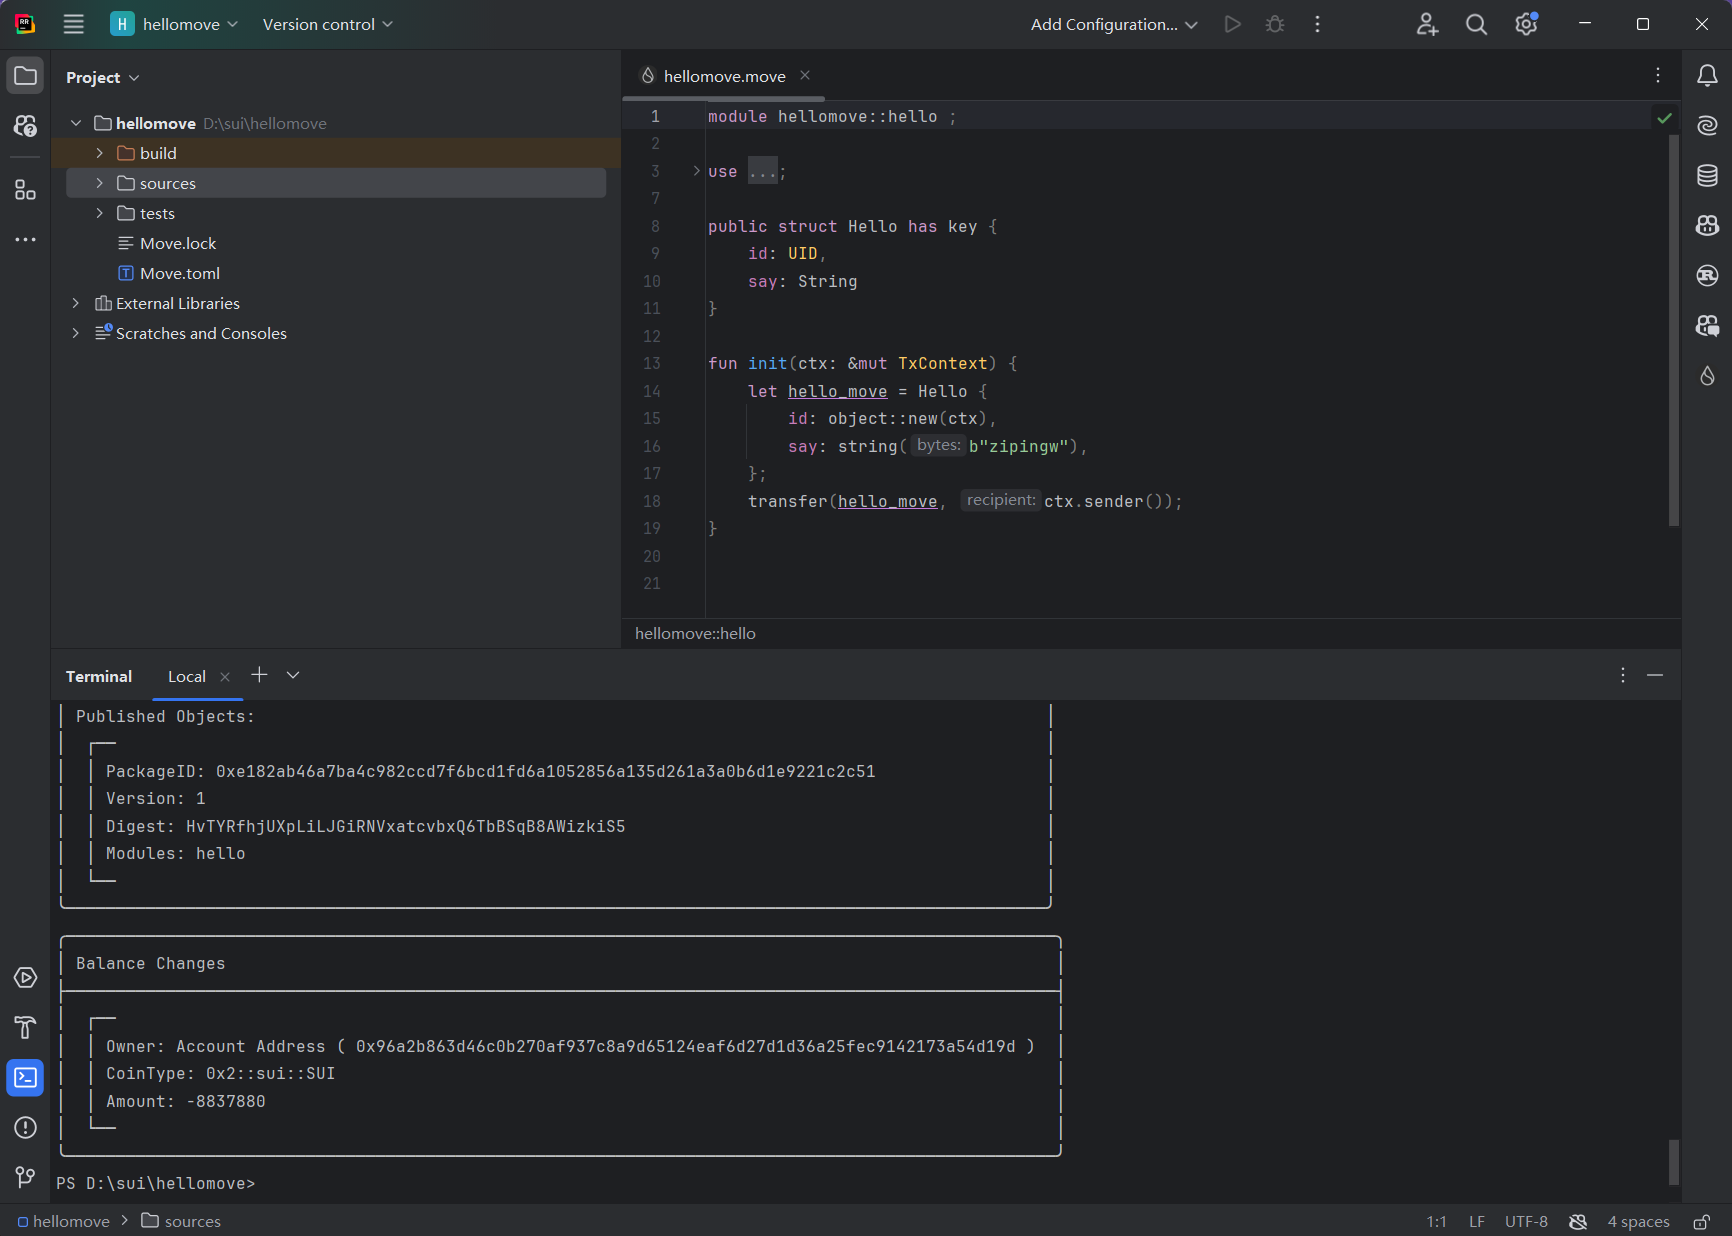 H hellomove Version control Add Configuration...
Project
hellomove.move
hellomove D:\sui\hellomove
build
sources
tests
Move.lock
Move.toml
External Libraries
Scratches and Consoles
1 module hellomove::hello ;
2
3 use ...;
7
8 public struct Hello has key {
9 id: UID,
10 say: String
11 }
12
13 fun init(ctx: &mut TxContext) {
14 let hello_move = Hello {
15 id: object::new(ctx),
16 say: string( bytes: b"zipingw"),
17 };
18 transfer(hello_move, recipient: ctx.sender());
19 }
20
21
hellomove::hello
Terminal Local
Published Objects:
PackageID: 0xe182ab46a7ba4c982ccd7f6bcd1fd6a1052856a135d261a3a0b6d1e9221c2c51
Version: 1
Digest: HvTYRfhjUXpLiLJGiRNVxatcvbxQ6TbBSqB8AWizkiS5
Modules: hello
Balance Changes
Owner: Account Address ( 0x96a2b863d46c0b270af937c8a9d65124eaf6d27d1d36a25fec9142173a54d19d )
CoinType: 0x2::sui::SUI
Amount: -8837880
PS D:\sui\hellomove>
hellomove > sources 1:1 LF UTF-8 4 spaces